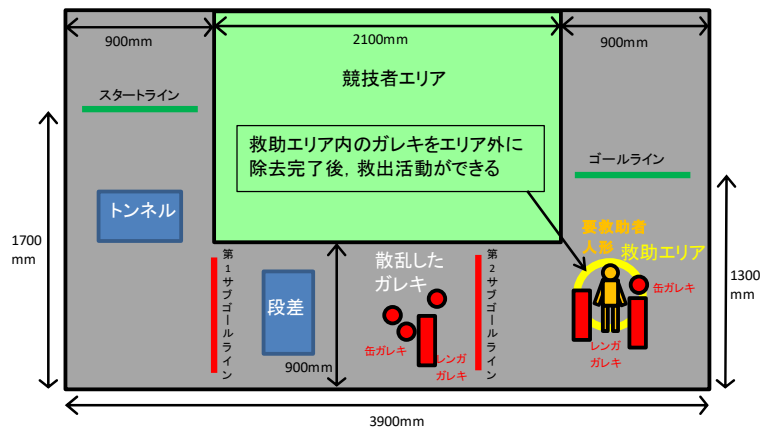 900mm
2100mm
900mm
競技者エリア
スタートライン
救助エリア内のガレキをエリア外に
除去完了後,救出活動ができる
ゴールライン
トンネル
1700
mm
第1サブゴールライン
段差
900mm
散乱した
ガレキ
缶ガレキ
レンガ
ガレキ
第2サブゴールライン
要救助者
人形
救助エリア
缶ガレキ
レンガ
ガレキ
1300
mm
3900mm